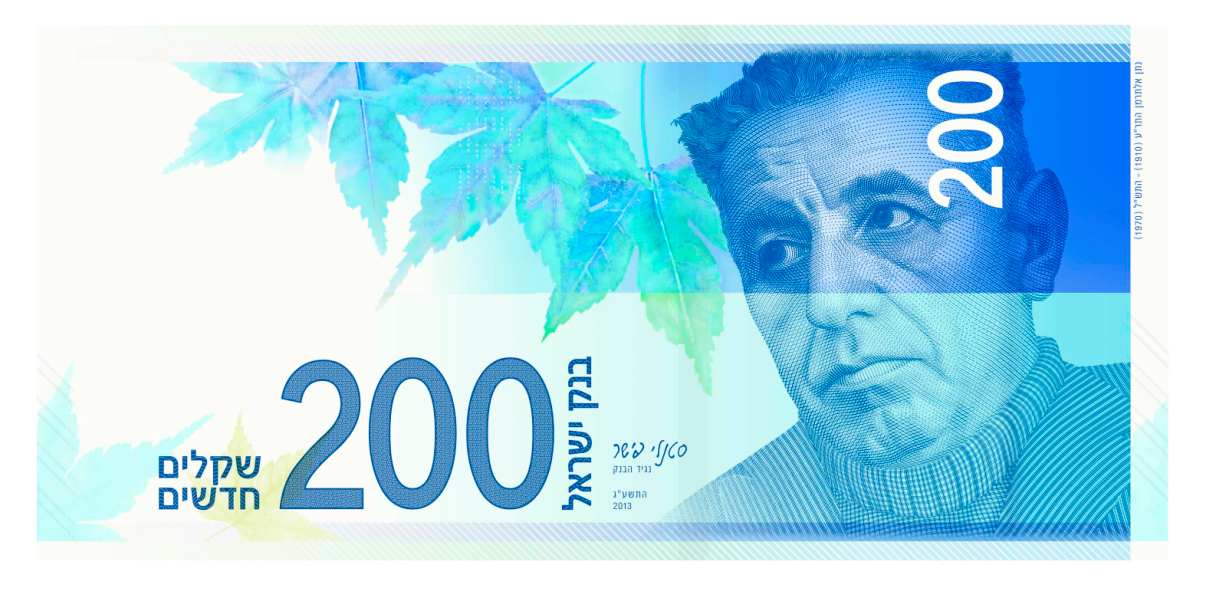 200
נתן אלתרמן התר״ע (1910) - התש״ל (1970)
200
בנק ישראל
שקלים
חדשים
סטנלי פישר
נגיד הבנק
התשע״ג
2013